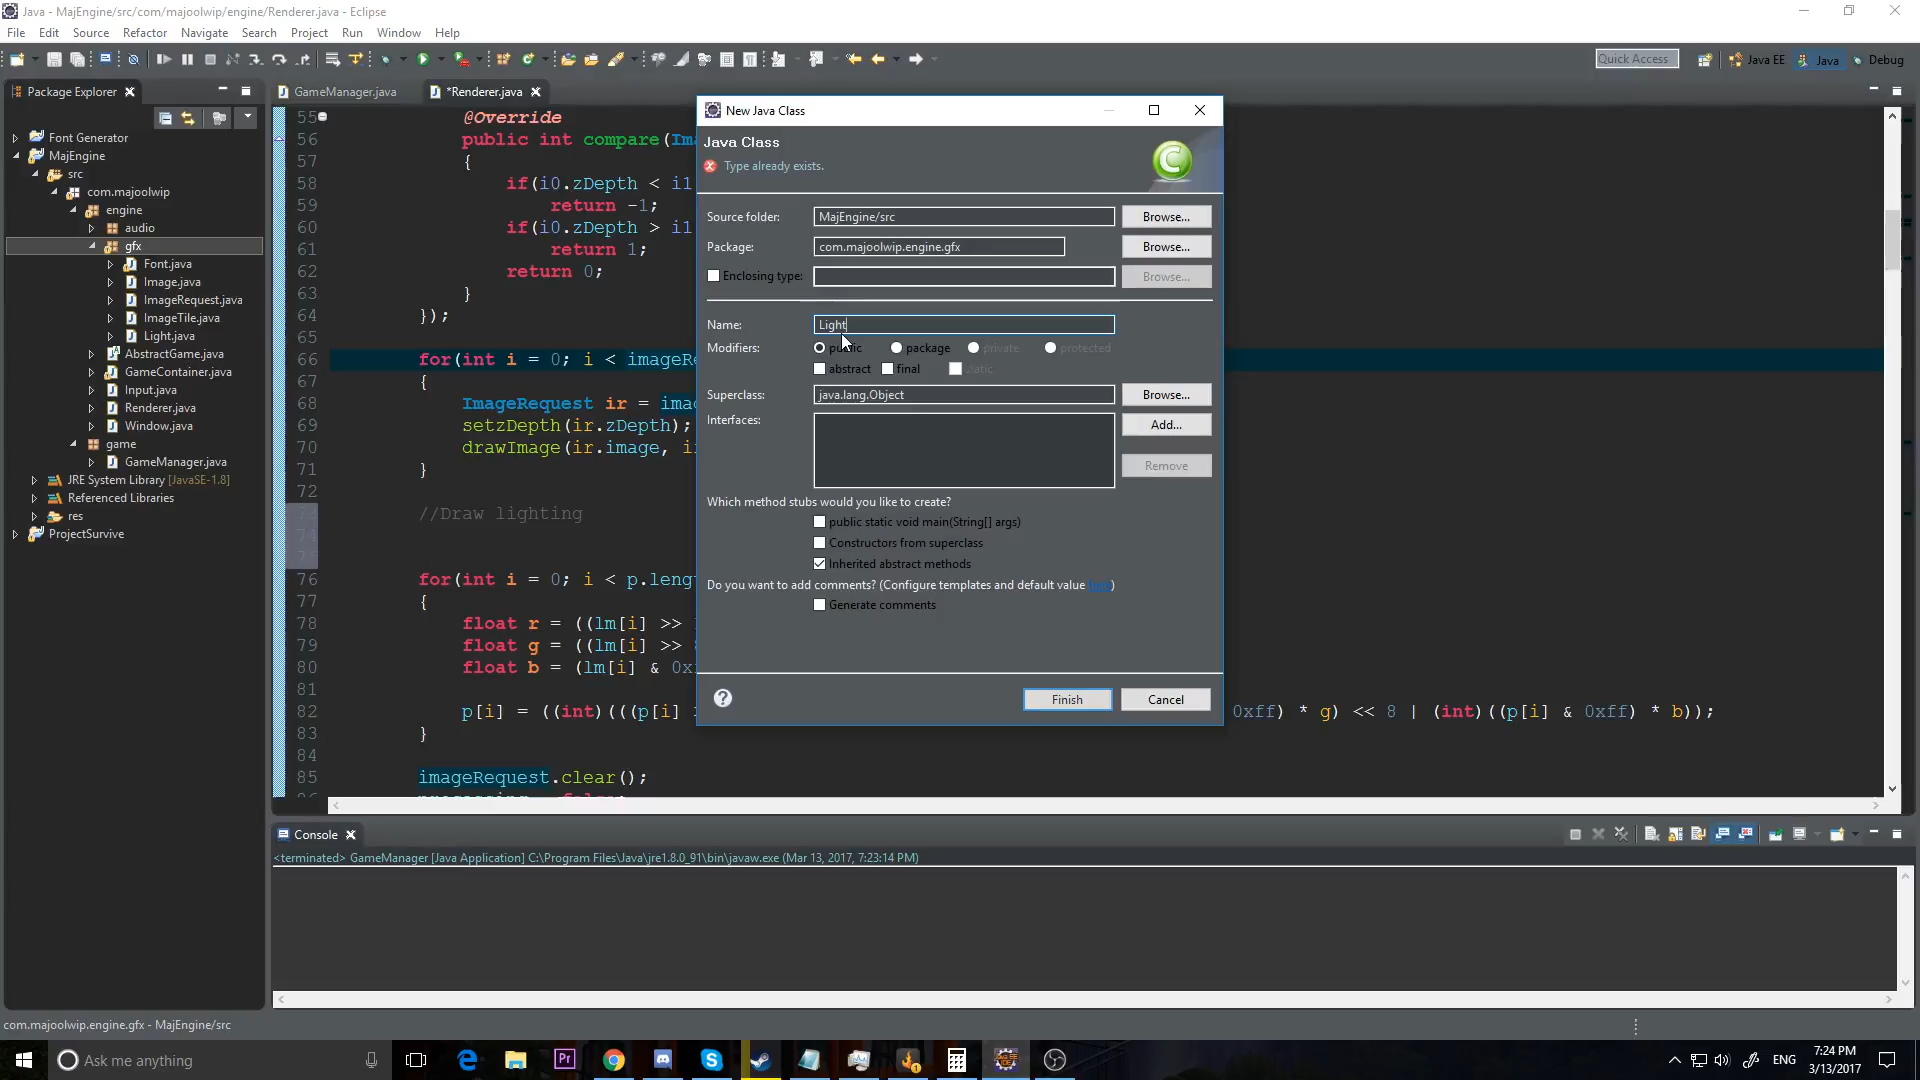 Java - MajEngine/src/com/majoolwip/engine/Renderer.java - Eclipse
File Edit Source Refactor Navigate Search Project Run Window Help
Quick Access
Java EE
Java
Debug
Package Explorer
Font Generator
MajEngine
src
com.majoolwip
engine
audio
gfx
Font.java
Image.java
ImageRequest.java
ImageTile.java
Light.java
AbstractGame.java
GameContainer.java
Input.java
Renderer.java
Window.java
game
GameManager.java
JRE System Library [JavaSE-1.8]
Referenced Libraries
res
ProjectSurvive
GameManager.java
*Renderer.java
55 @Override
56 public int compare(Im
57 {
58 if(i0.zDepth < i1
59 return -1;
60 if(i0.zDepth > i1
61 return 1;
62 return 0;
63 }
64 });
65
66 for(int i = 0; i < imageRe
67 {
68 ImageRequest ir = imag
69 setzDepth(ir.zDepth);
70 drawImage(ir.image, i
71 }
72
73 //Draw lighting
74
75
76 for(int i = 0; i < p.leng
77 {
78 float r = ((lm[i] >>
79 float g = ((lm[i] >>
80 float b = (lm[i] & 0x
81
82 p[i] = ((int)(((p[i] 0xff) * g) << 8 | (int)((p[i] & 0xff) * b));
83 }
84
85 imageRequest.clear();
New Java Class
Java Class
Type already exists.
Source folder: MajEngine/src Browse...
Package: com.majoolwip.engine.gfx Browse...
Enclosing type: Browse...
Name: Light
Modifiers: public package private protected
abstract final static
Superclass: java.lang.Object Browse...
Interfaces: Add...
Remove
Which method stubs would you like to create?
public static void main(String[] args)
Constructors from superclass
Inherited abstract methods
Do you want to add comments? (Configure templates and default value here)
Generate comments
Finish Cancel
Console
<terminated> GameManager [Java Application] C:\Program Files\Java\jre1.8.0_91\bin\javaw.exe (Mar 13, 2017, 7:23:14 PM)
com.majoolwip.engine.gfx - MajEngine/src
Ask me anything
ENG
7:24 PM
3/13/2017